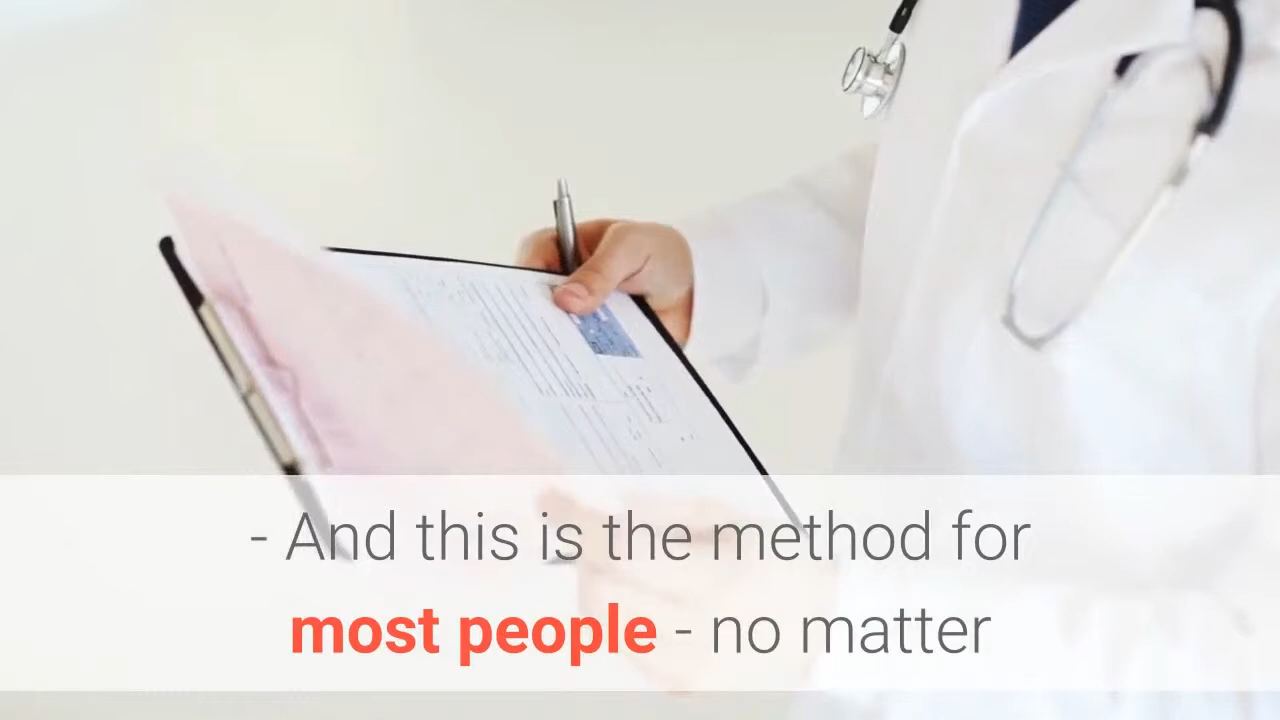 - And this is the method for
most people - no matter